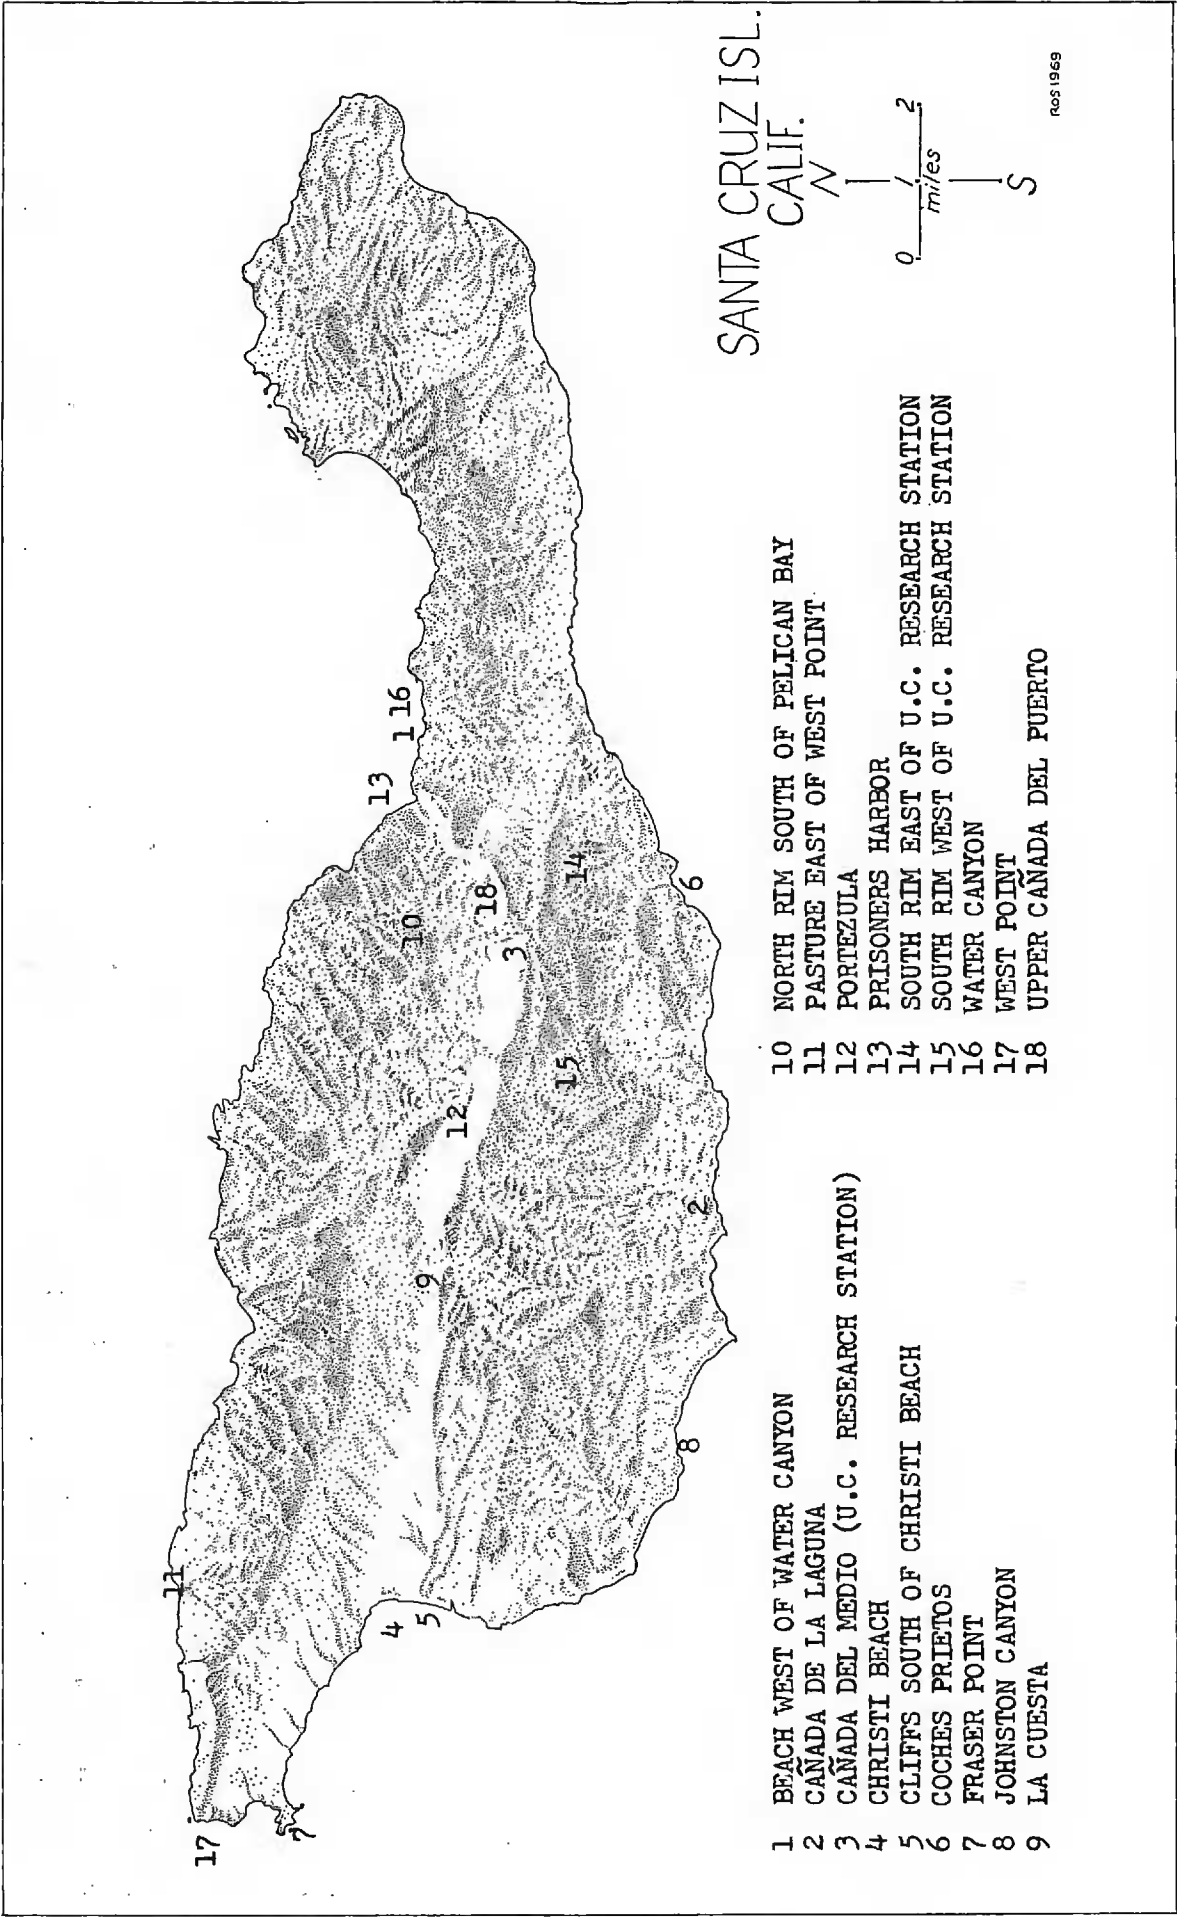 17
11
7
4
5
9
12
10
13
1
16
18
3
15
14
8
2
6
SANTA CRUZ ISL.
CALIF.
N
0 1 2
miles
S
ROS 1969
1 BEACH WEST OF WATER CANYON
2 CAÑADA DE LA LAGUNA
3 CAÑADA DEL MEDIO (U.C. RESEARCH STATION)
4 CHRISTI BEACH
5 CLIFFS SOUTH OF CHRISTI BEACH
6 COCHES PRIETOS
7 FRASER POINT
8 JOHNSTON CANYON
9 LA CUESTA
10 NORTH RIM SOUTH OF PELICAN BAY
11 PASTURE EAST OF WEST POINT
12 PORTEZULA
13 PRISONERS HARBOR
14 SOUTH RIM EAST OF U.C. RESEARCH STATION
15 SOUTH RIM WEST OF U.C. RESEARCH STATION
16 WATER CANYON
17 WEST POINT
18 UPPER CAÑADA DEL PUERTO